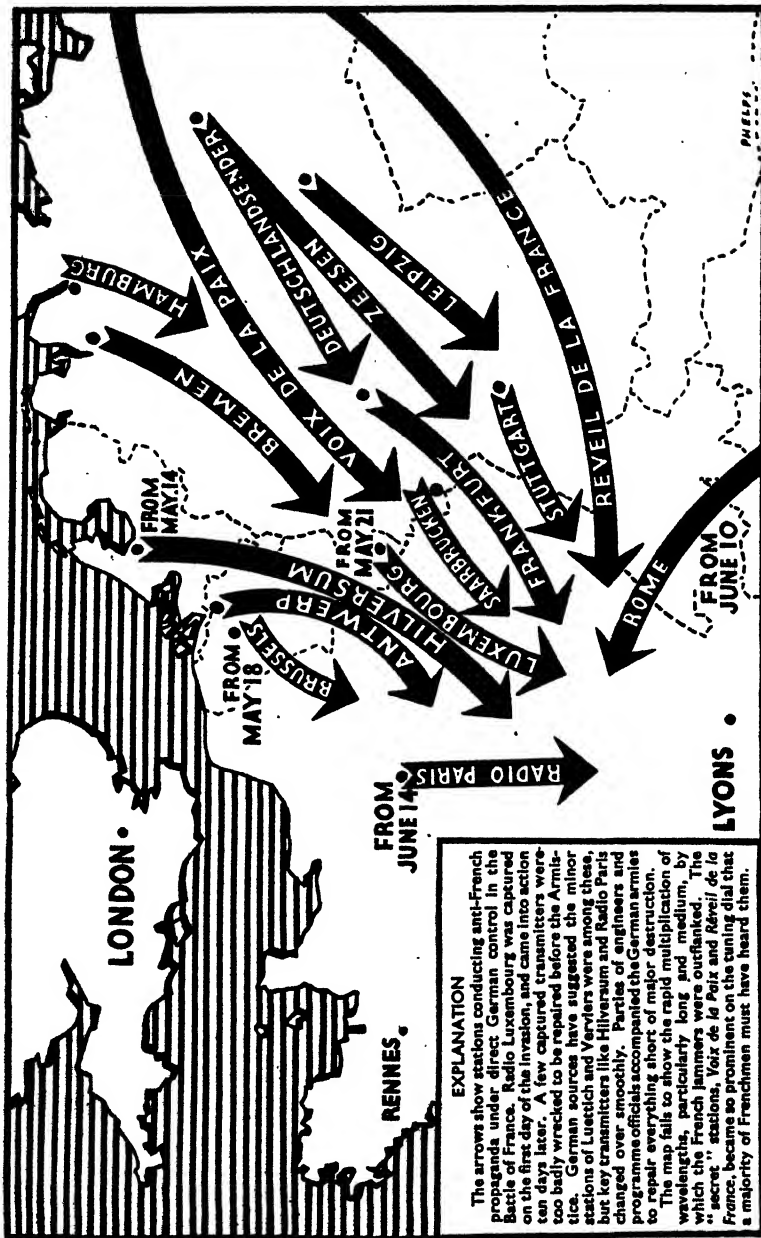 LONDON
HAMBURG
BREMEN
VOIX DE LA PAIX
DEUTSCHLANDSENDER
ZEESEN
LEIPZIG
FROM
MAY.14
HILVERSUM
ANTWERP
FROM
MAY 18
BRUSSELS
FROM
MAY 21
LUXEMBOURG
SAARBRUCKEN
FRANKFURT
STUTTGART
REVEIL DE LA FRANCE
FROM
JUNE 14
RADIO PARIS
RENNES
ROME
FROM
JUNE 10
LYONS
PHELPS
EXPLANATION
The arrows show stations conducting anti-French
propaganda under direct German control in the
Battle of France. Radio Luxembourg was captured
on the first day of the invasion, and came into action
ten days later. A few captured transmitters were-
too badly wrecked to be repaired before the Armis-
tice. German sources have suggested the minor
stations of Luettich and Verviers were among these,
but key transmitters like Hilversum and Radio Paris
changed over smoothly. Parties of engineers and
programme officials accompanied the German armies
to repair everything short of major destruction.
The map fails to show the rapid multiplication of
wavelengths, particularly long and medium, by
which the French jammers were outflanked. The
" secret " stations, Voix de la Paix and Réveil de la
France, became so prominent on the tuning dial that
a majority of Frenchmen must have heard them.